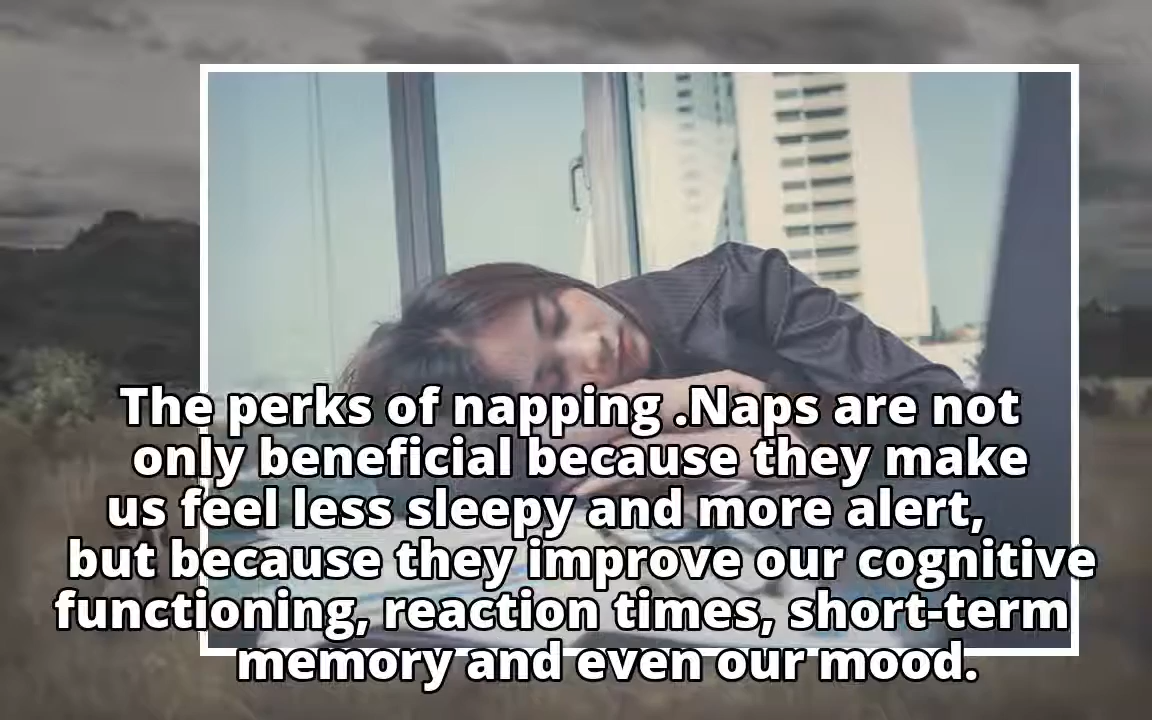 The perks of napping .Naps are not
only beneficial because they make
us feel less sleepy and more alert,
but because they improve our cognitive
functioning, reaction times, short-term
memory and even our mood.